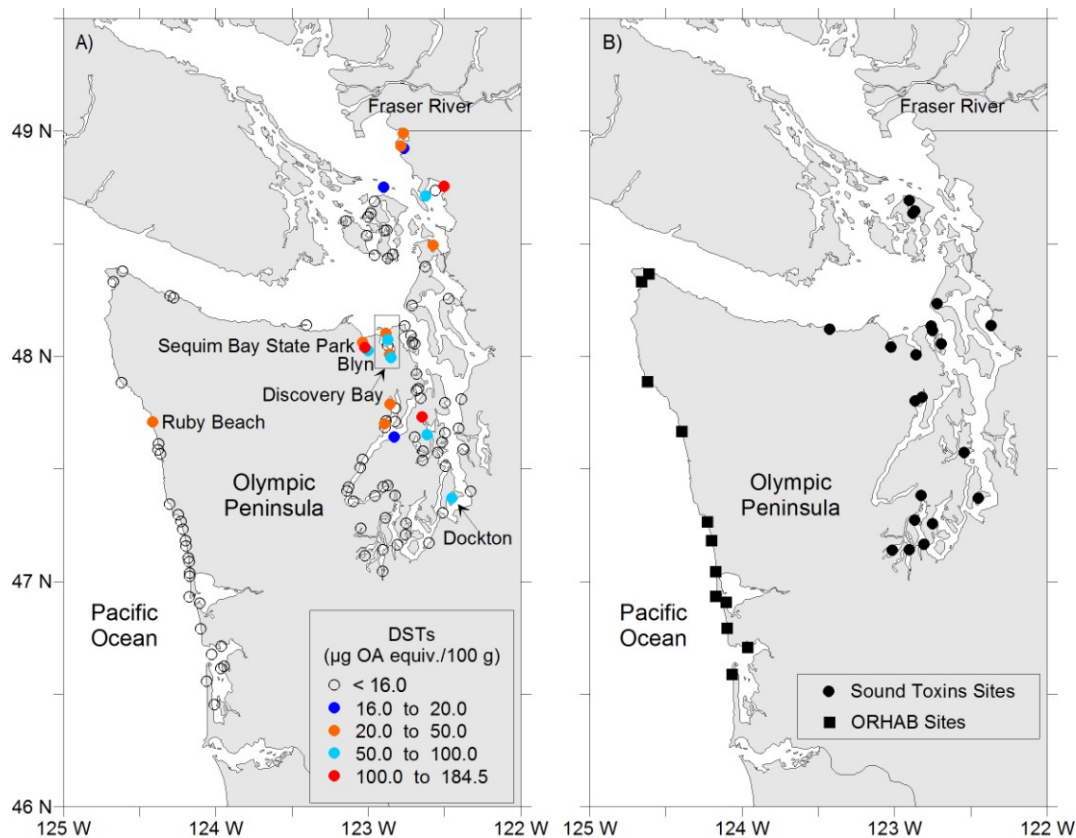 A)
Fraser River
49 N
Sequim Bay State Park
48 N
Blyn
Discovery Bay
Ruby Beach
Olympic
Peninsula
Dockton
47 N
Pacific
Ocean
DSTs
(µg OA equiv./100 g)
< 16.0
16.0 to 20.0
20.0 to 50.0
50.0 to 100.0
100.0 to 184.5
46 N
125 W
124 W
123 W
122 W
B)
Fraser River
Olympic
Peninsula
Pacific
Ocean
Sound Toxins Sites
ORHAB Sites
125 W
124 W
123 W
122 W